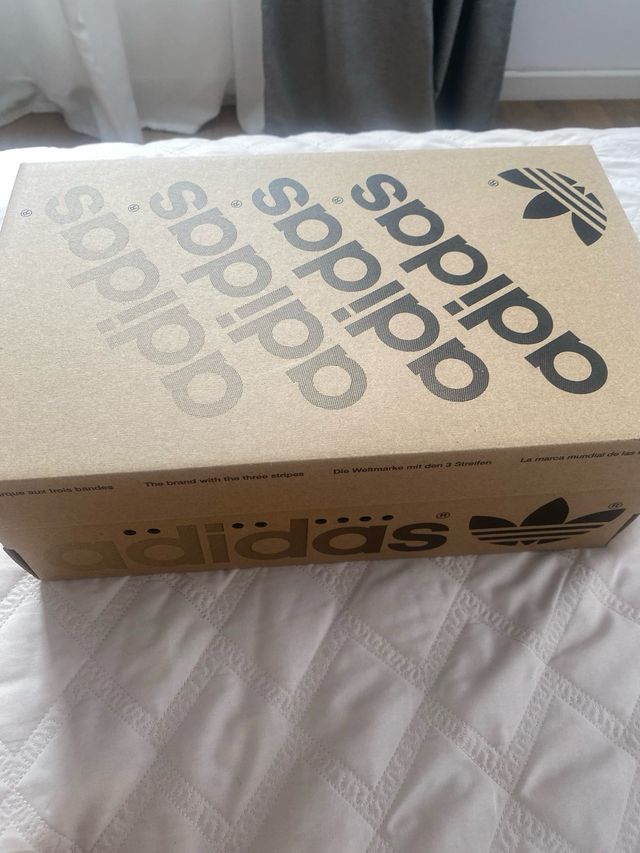 adidas®
adidas®
adidas®
adidas®
®
rque aux trois bandes The brand with the three stripes Die Weltmarke mit den 3 Streifen La marca mundial de las
adidas® ®